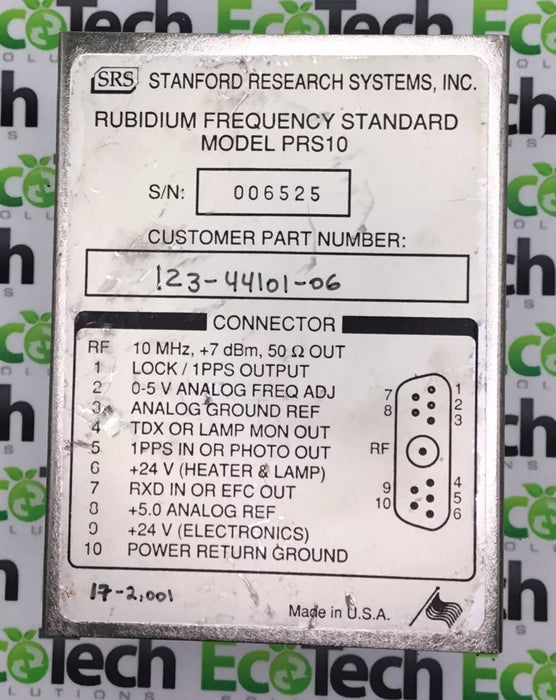 SRS STANFORD RESEARCH SYSTEMS, INC.
RUBIDIUM FREQUENCY STANDARD
MODEL PRS10
S/N: 006525
CUSTOMER PART NUMBER:
123-44101-06
CONNECTOR
RF 10 MHz, +7 dBm, 50 Ω OUT
1 LOCK / 1PPS OUTPUT
2 0-5 V ANALOG FREQ ADJ
3 ANALOG GROUND REF
4 TDX OR LAMP MON OUT
5 1PPS IN OR PHOTO OUT
6 +24 V (HEATER & LAMP)
7 RXD IN OR EFC OUT
8 +5.0 ANALOG REF
9 +24 V (ELECTRONICS)
10 POWER RETURN GROUND
7 1
8 2
3
RF
9 4
10 5
6
17-2,001
Made in U.S.A.
EcoTech EcoTech